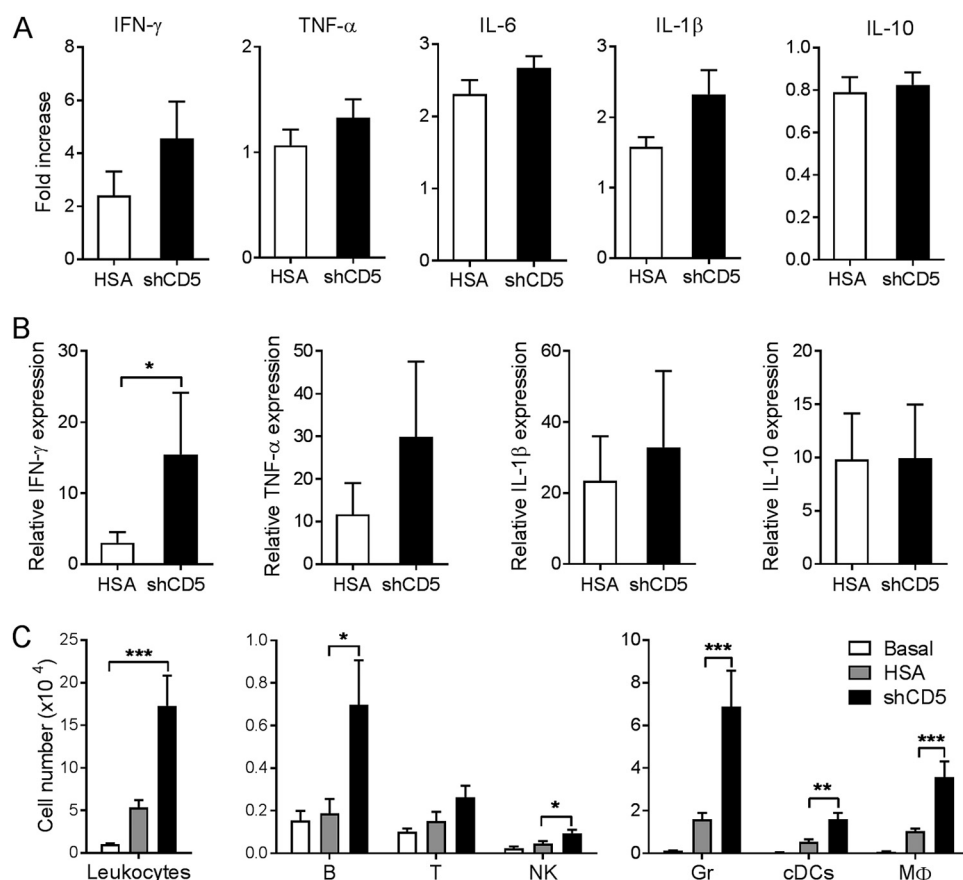 A
IFN-γ
TNF-α
IL-6
IL-1β
IL-10
Fold increase
8
6
4
2
0
HSA shCD5
2
1
0
HSA shCD5
3
2
1
0
HSA shCD5
3
2
1
0
HSA shCD5
1.0
0.8
0.6
0.4
0.2
0.0
HSA shCD5
B
Relative IFN-γ expression
30
15
0
*
HSA shCD5
Relative TNF-α expression
50
40
30
20
10
0
HSA shCD5
Relative IL-1β expression
60
40
20
0
HSA shCD5
Relative IL-10 expression
20
15
10
5
0
HSA shCD5
C
Cell number (x10⁴)
25
20
15
10
5
0
***
Leukocytes
1.0
0.8
0.6
0.4
0.2
0.0
*
*
B T NK
10
8
6
4
2
0
***
**
***
Gr cDCs MΦ
Basal
HSA
shCD5